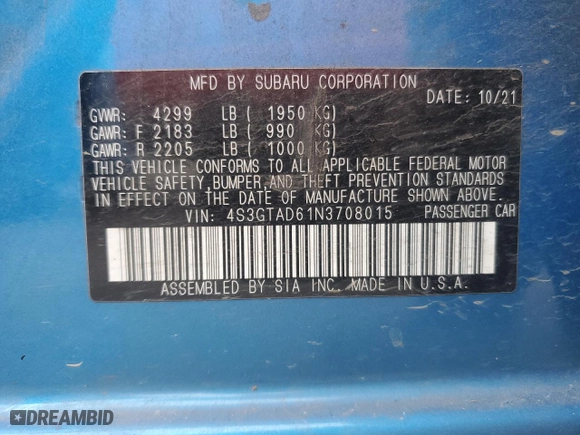 MFD BY SUBARU CORPORATION
DATE: 10/21
GVWR: 4299 LB ( 1950 KG)
GAWR: F 2183 LB ( 990 KG)
GAWR: R 2205 LB ( 1000 KG)
THIS VEHICLE CONFORMS TO ALL APPLICABLE FEDERAL MOTOR
VEHICLE SAFETY, BUMPER, AND THEFT PREVENTION STANDARDS
IN EFFECT ON THE DATE OF MANUFACTURE SHOWN ABOVE.
VIN: 4S3GTAD61N3708015 PASSENGER CAR
ASSEMBLED BY SIA INC. MADE IN U.S.A.
DREAMBID